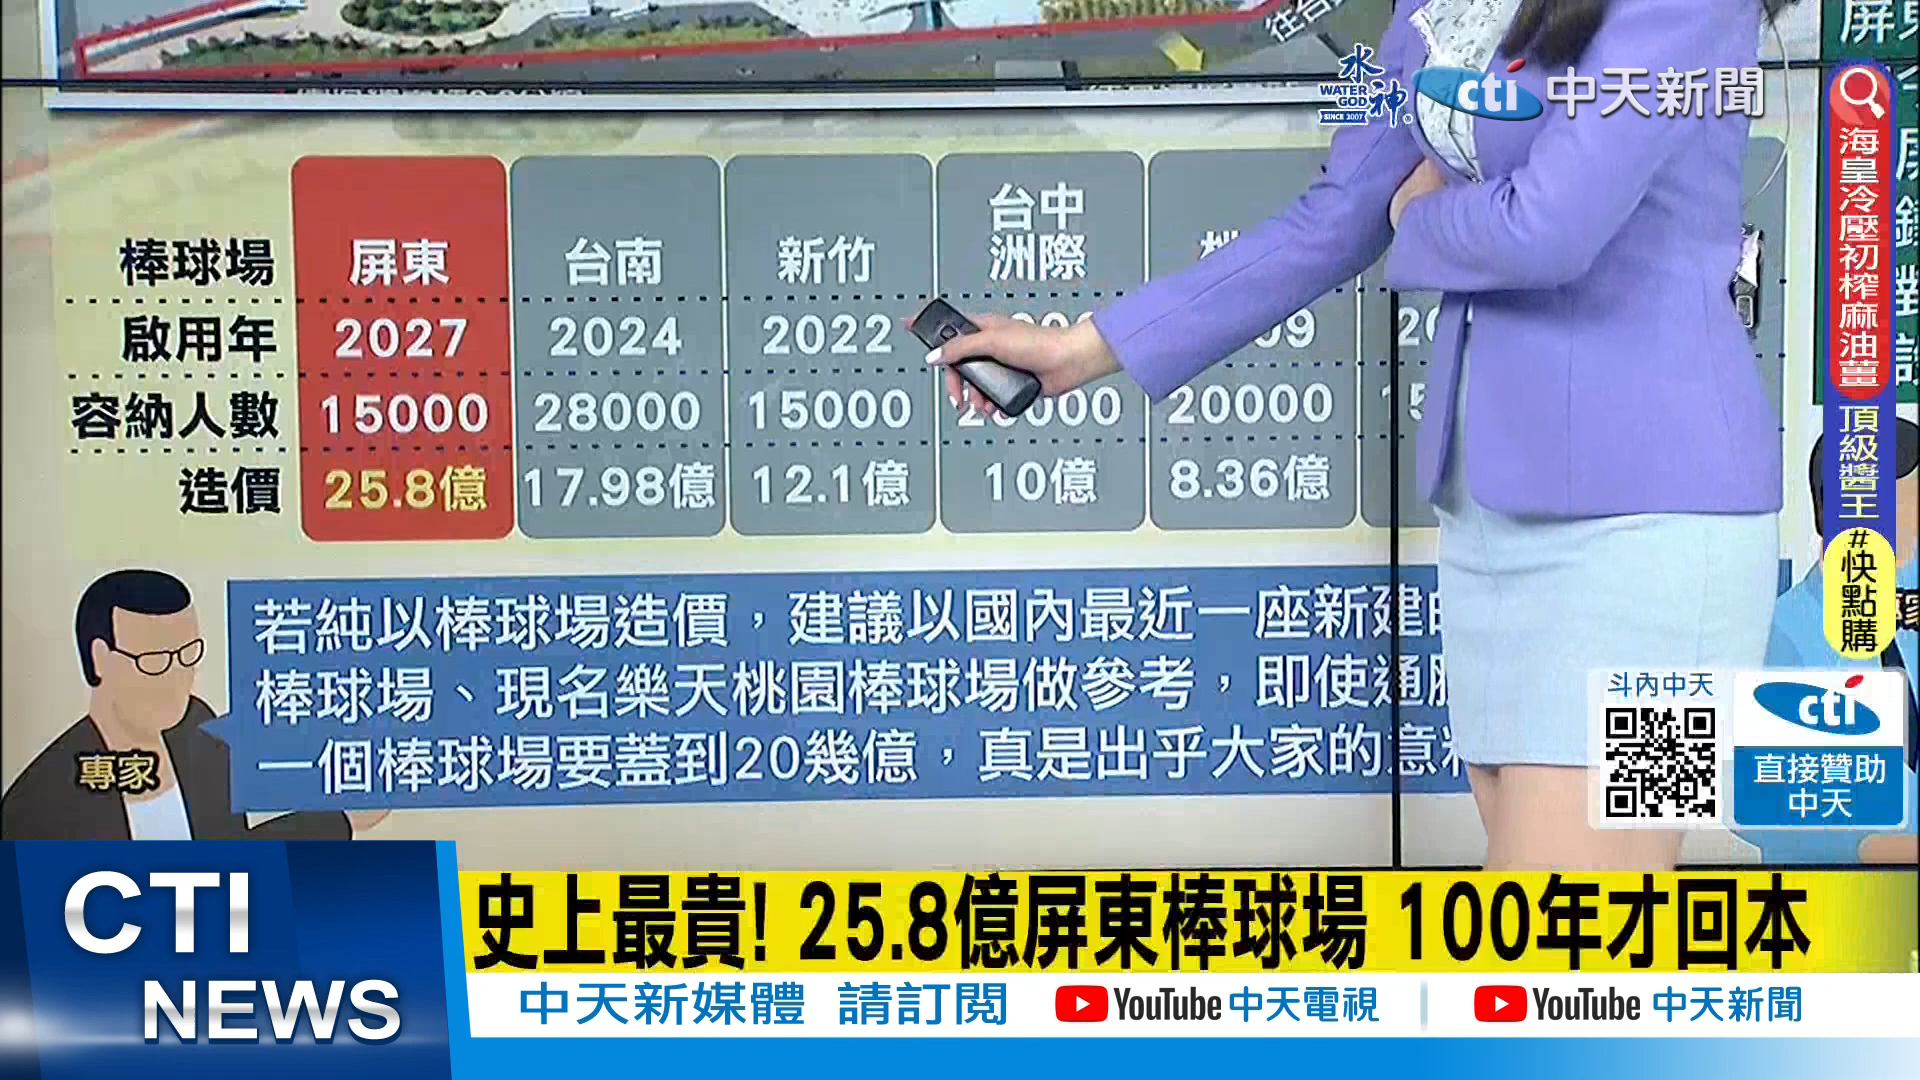 往台
水神
WATER GOD
SINCE 2007
cti 中天新聞
棒球場 屏東 台南 新竹 台中洲際
啟用年 2027 2024 2022 09 20
容納人數 15000 28000 15000 20000 20000 15
造價 25.8億 17.98億 12.1億 10億 8.36億
若純以棒球場造價，建議以國內最近一座新建
棒球場、現名樂天桃園棒球場做參考，即使通
一個棒球場要蓋到20幾億，真是出乎大家的意
專家
海皇冷壓初榨麻油薑
頂級醬王
#快點購
斗內中天
cti
直接贊助
中天
CTI
NEWS
史上最貴! 25.8億屏東棒球場 100年才回本
中天新媒體 請訂閱 YouTube 中天電視 YouTube 中天新聞